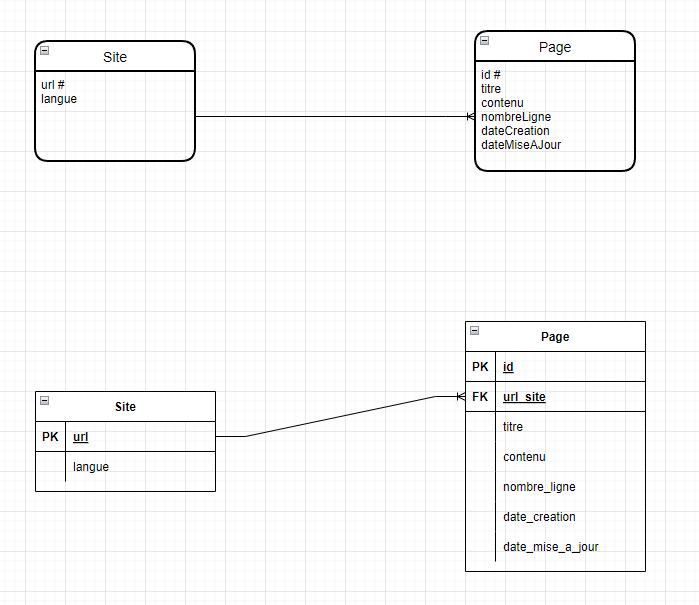 Site
url #
langue
Page
id #
titre
contenu
nombreLigne
dateCreation
dateMiseAJour
Site
PK url
langue
Page
PK id
FK url_site
titre
contenu
nombre_ligne
date_creation
date_mise_a_jour